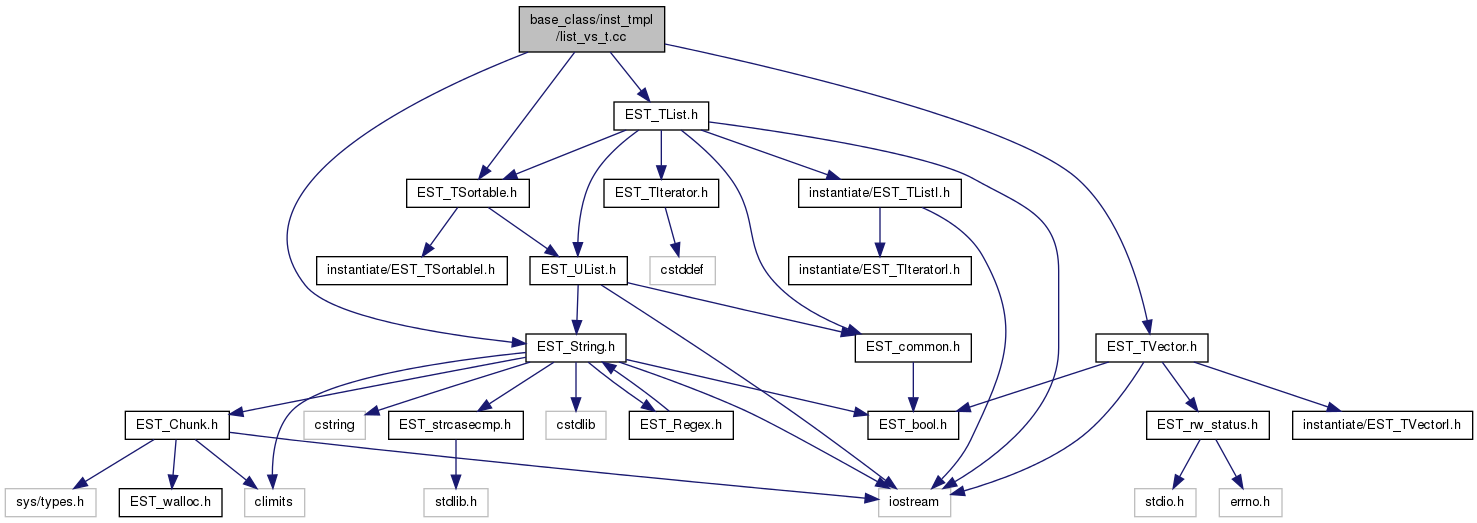 base_class/inst_tmpl
/list_vs_t.cc
EST_TList.h
EST_TSortable.h
EST_TIterator.h
instantiate/EST_TListI.h
instantiate/EST_TSortableI.h
EST_UList.h
cstddef
instantiate/EST_TIteratorI.h
EST_String.h
EST_common.h
EST_TVector.h
EST_Chunk.h
cstring
EST_strcasecmp.h
cstdlib
EST_Regex.h
EST_bool.h
EST_rw_status.h
instantiate/EST_TVectorI.h
sys/types.h
EST_walloc.h
climits
stdlib.h
iostream
stdio.h
errno.h